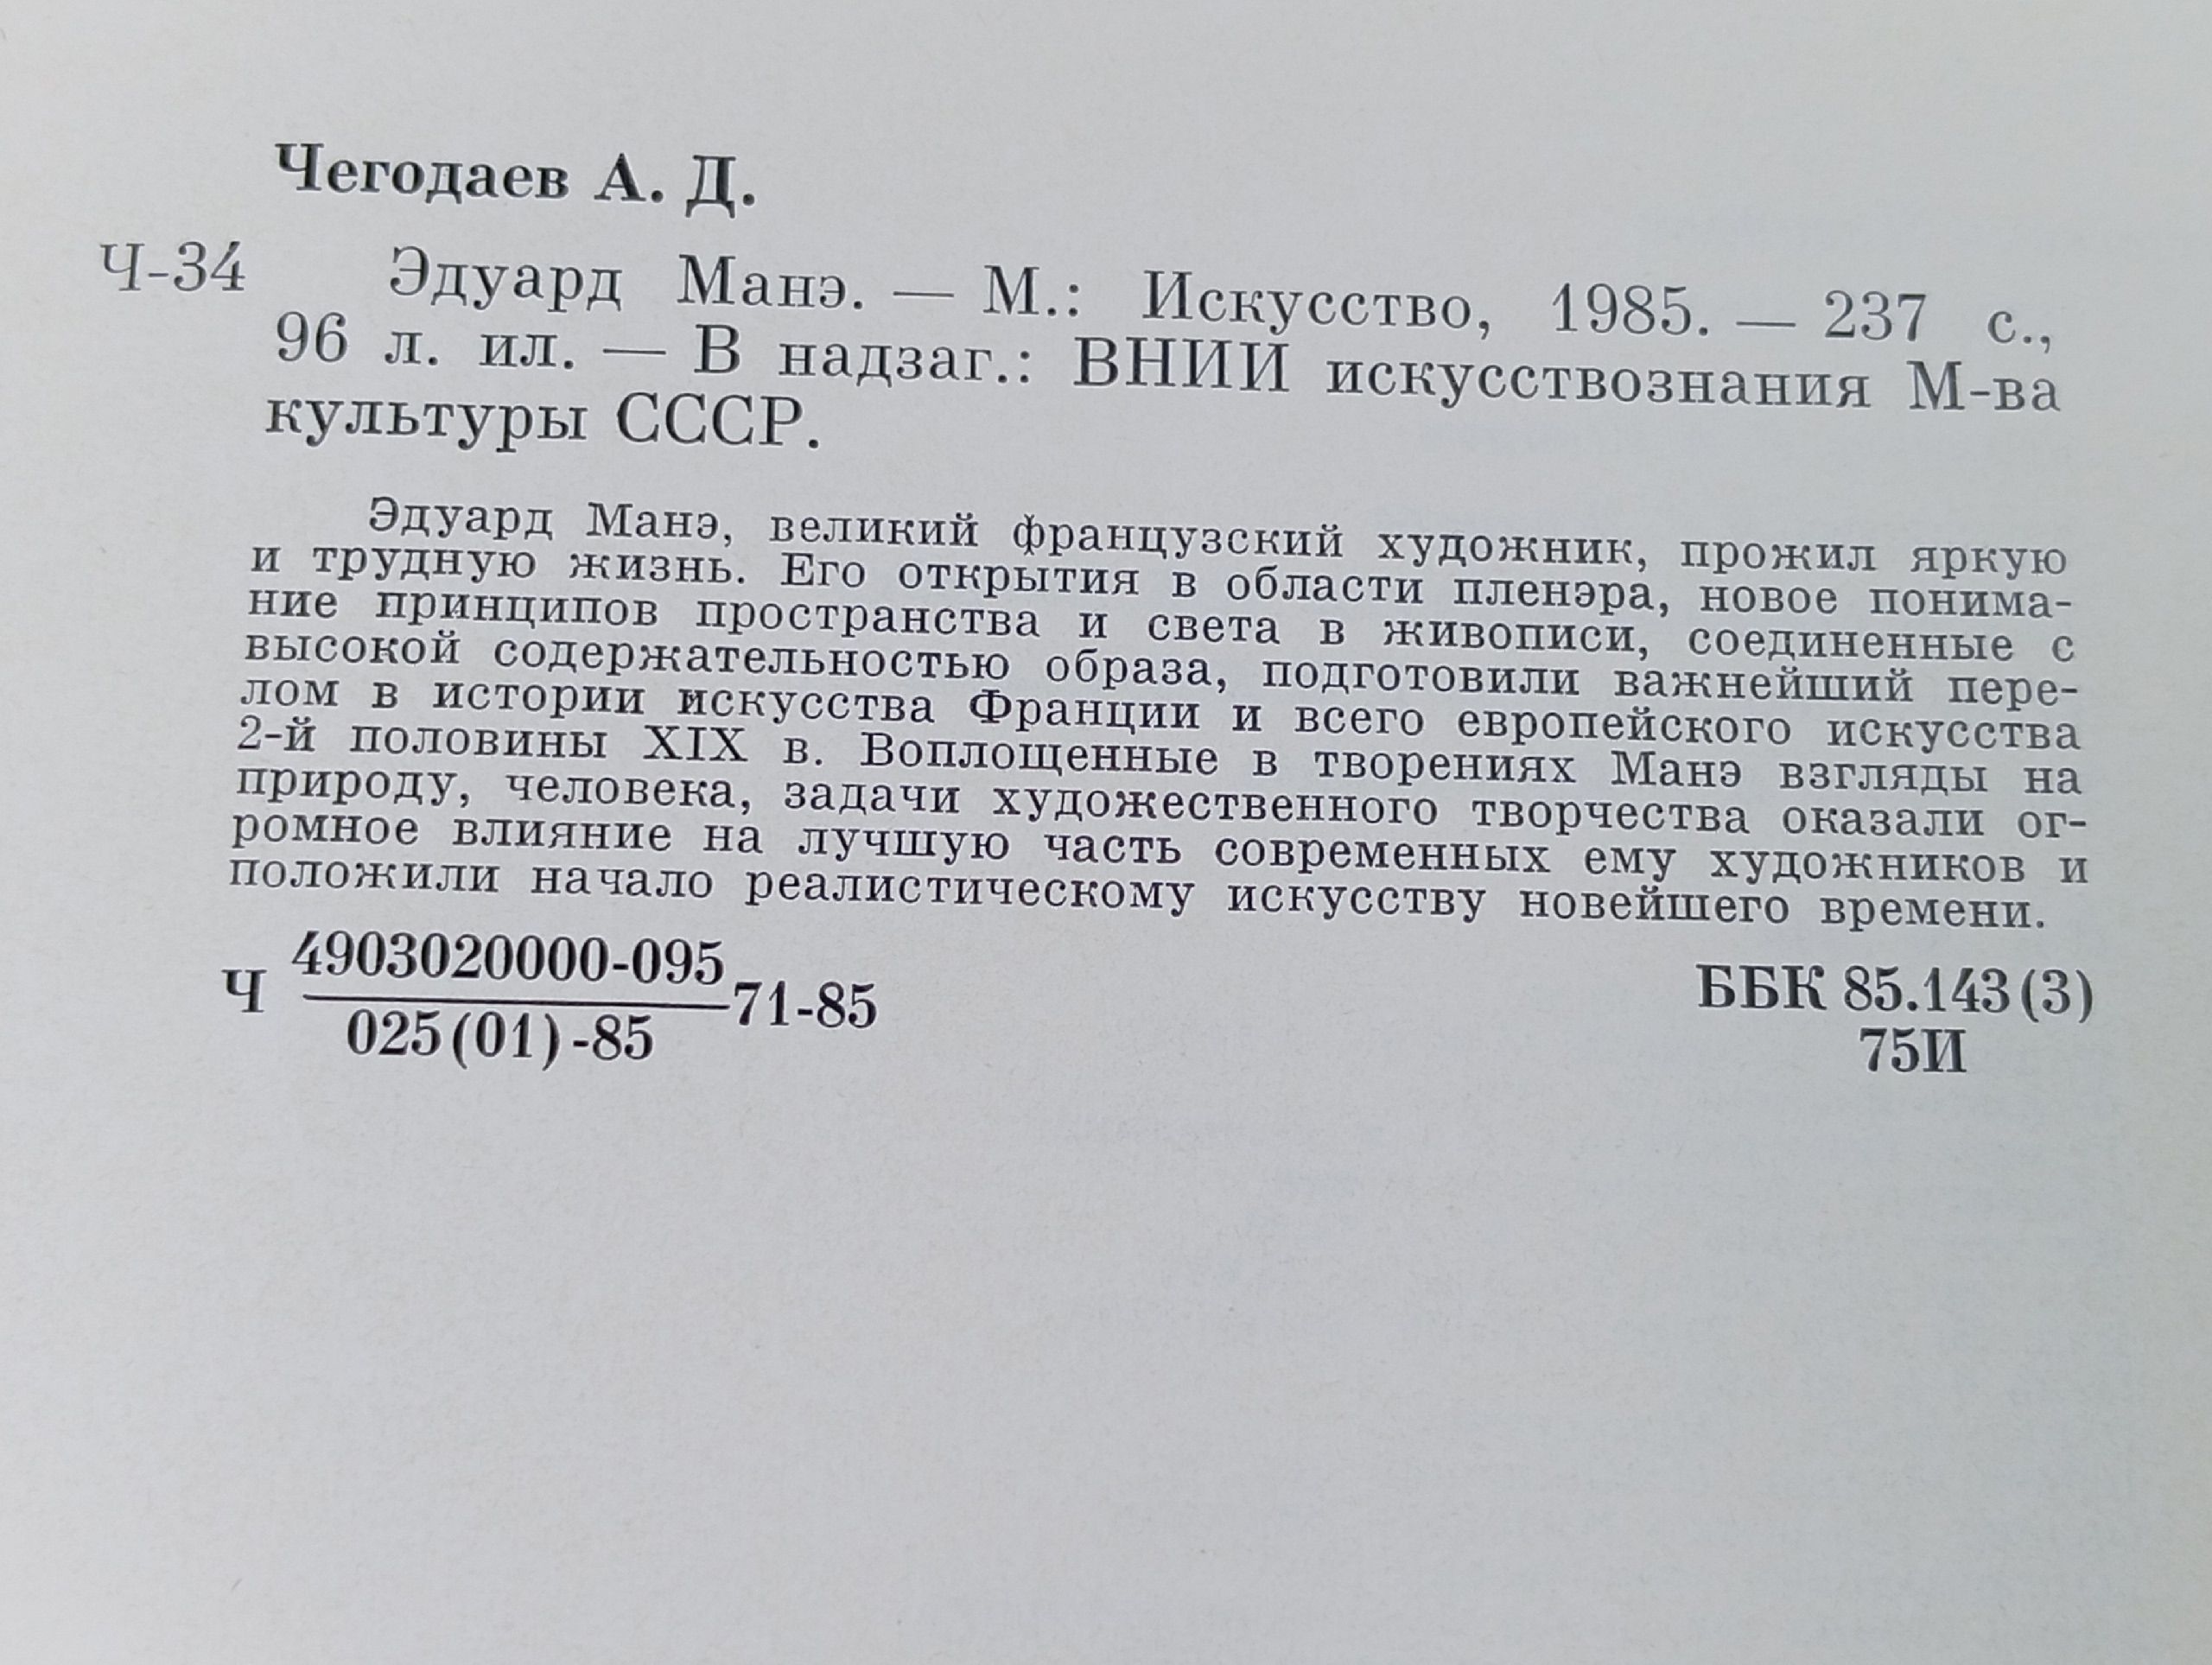 Чегодаев А. Д.
Ч-34 Эдуард Манэ. — М.: Искусство, 1985. — 237 с.,
96 л. ил. — В надзаг.: ВНИИ искусствознания М-ва
культуры СССР.
Эдуард Манэ, великий французский художник, прожил яркую
и трудную жизнь. Его открытия в области пленэра, новое понима-
ние принципов пространства и света в живописи, соединенные с
высокой содержательностью образа, подготовили важнейший пере-
лом в истории искусства Франции и всего европейского искусства
2-й половины XIX в. Воплощенные в творениях Манэ взгляды на
природу, человека, задачи художественного творчества оказали ог-
ромное влияние на лучшую часть современных ему художников и
положили начало реалистическому искусству новейшего времени.
4903020000-095
Ч 71-85
025(01)-85
ББК 85.143(3)
75И